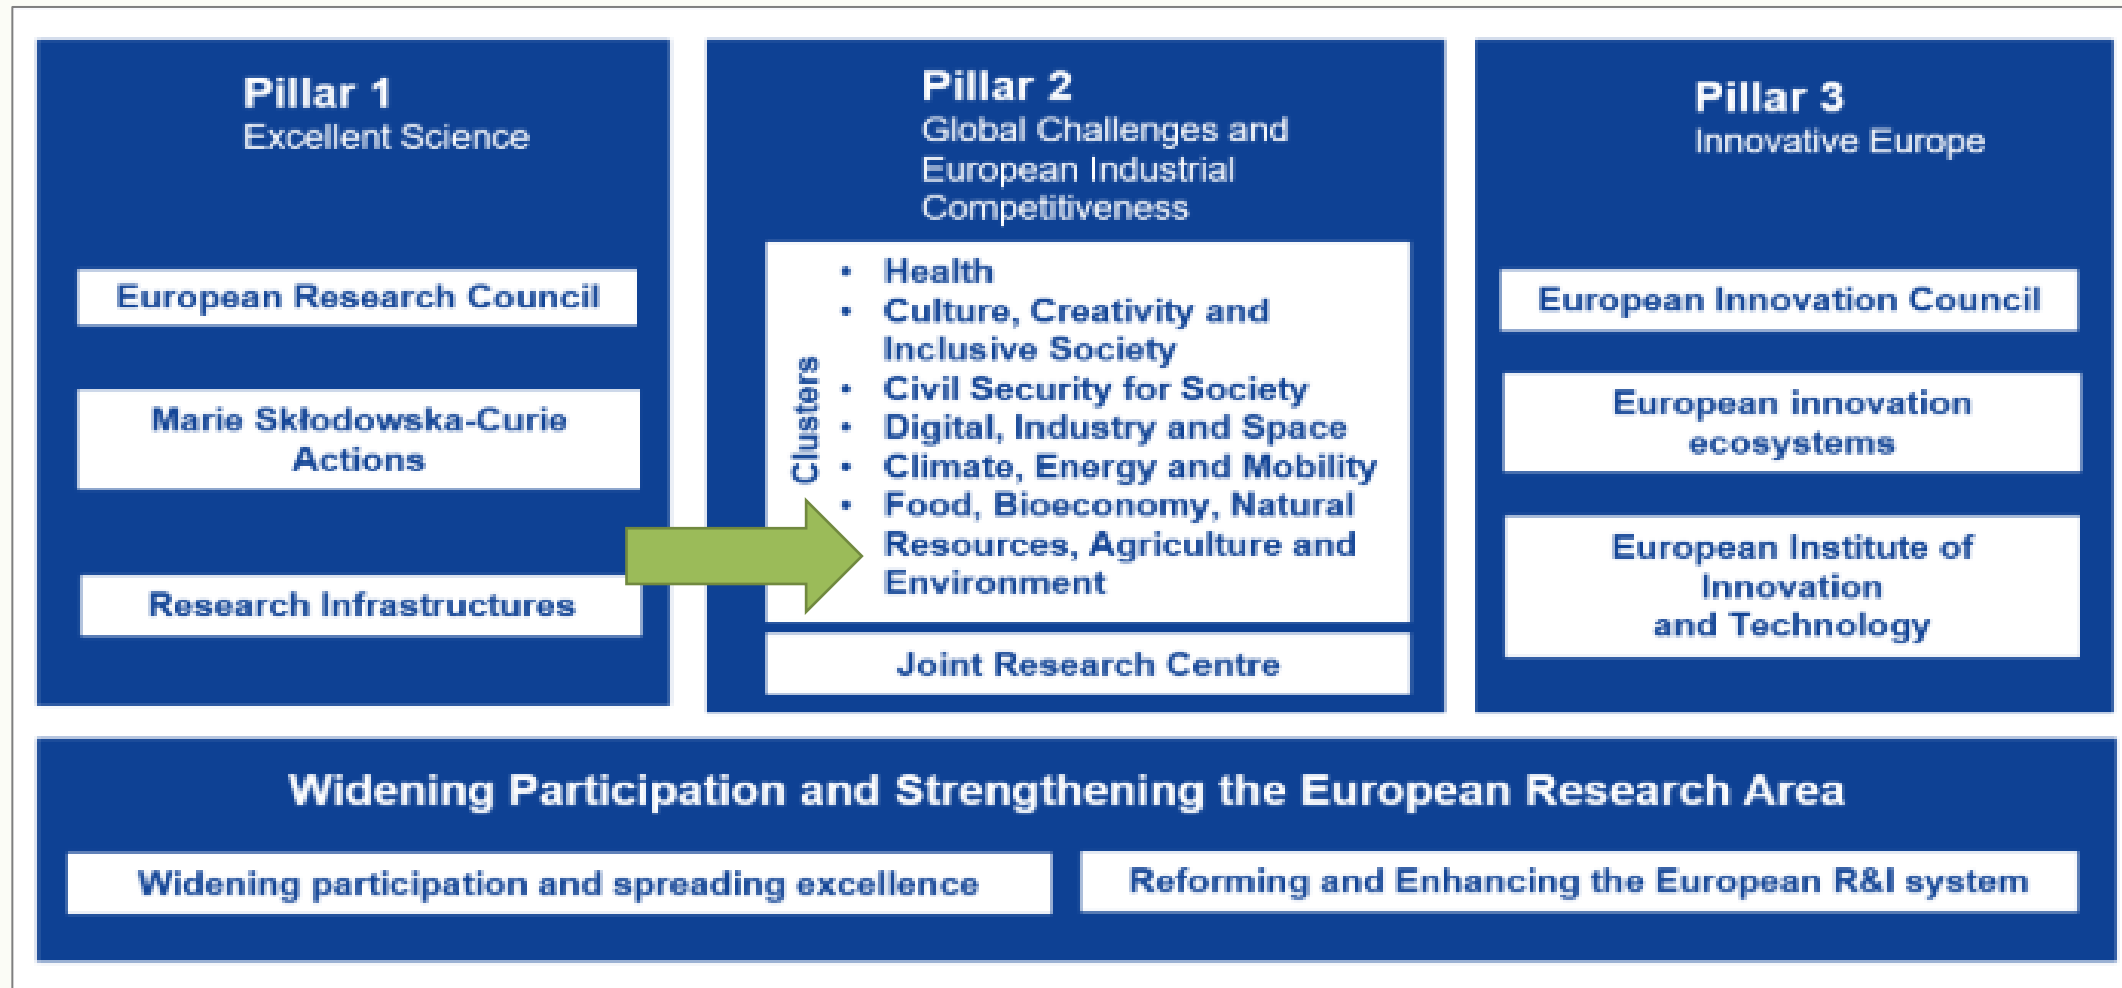 Pillar 1
Excellent Science
European Research Council
Marie Skłodowska-Curie
Actions
Research Infrastructures
Pillar 2
Global Challenges and
European Industrial
Competitiveness
Clusters
• Health
• Culture, Creativity and
Inclusive Society
• Civil Security for Society
• Digital, Industry and Space
• Climate, Energy and Mobility
• Food, Bioeconomy, Natural
Resources, Agriculture and
Environment
Joint Research Centre
Pillar 3
Innovative Europe
European Innovation Council
European innovation
ecosystems
European Institute of
Innovation
and Technology
Widening Participation and Strengthening the European Research Area
Widening participation and spreading excellence
Reforming and Enhancing the European R&I system